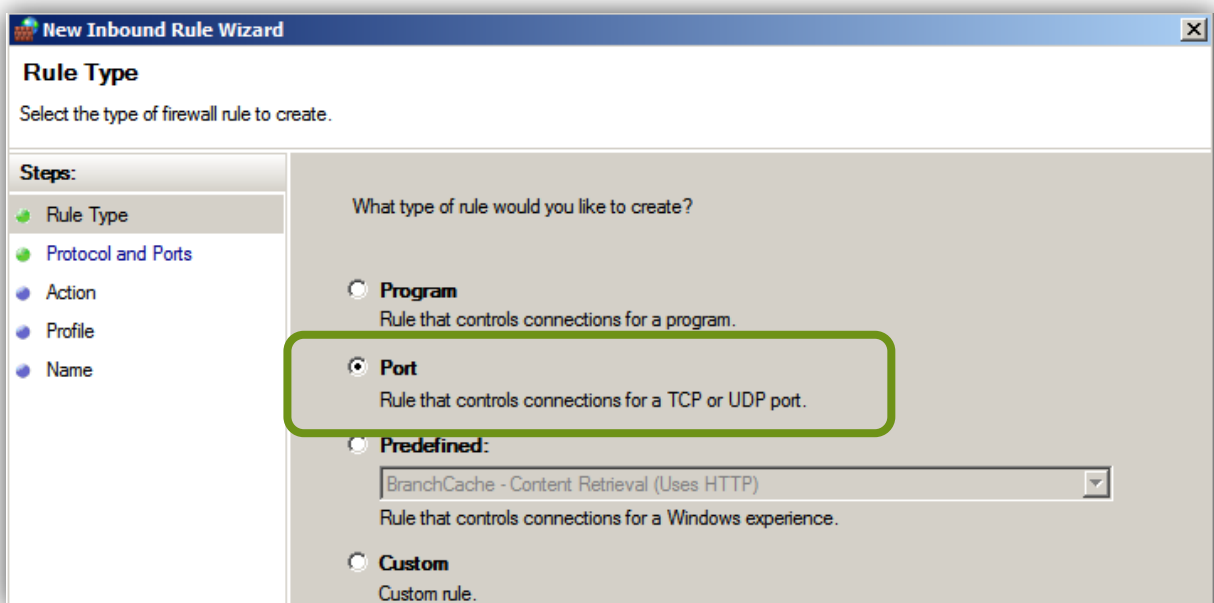 New Inbound Rule Wizard
Rule Type
Select the type of firewall rule to create.
Steps:
Rule Type
Protocol and Ports
Action
Profile
Name
What type of rule would you like to create?
Program
Rule that controls connections for a program.
Port
Rule that controls connections for a TCP or UDP port.
Predefined:
BranchCache - Content Retrieval (Uses HTTP)
Rule that controls connections for a Windows experience.
Custom
Custom rule.